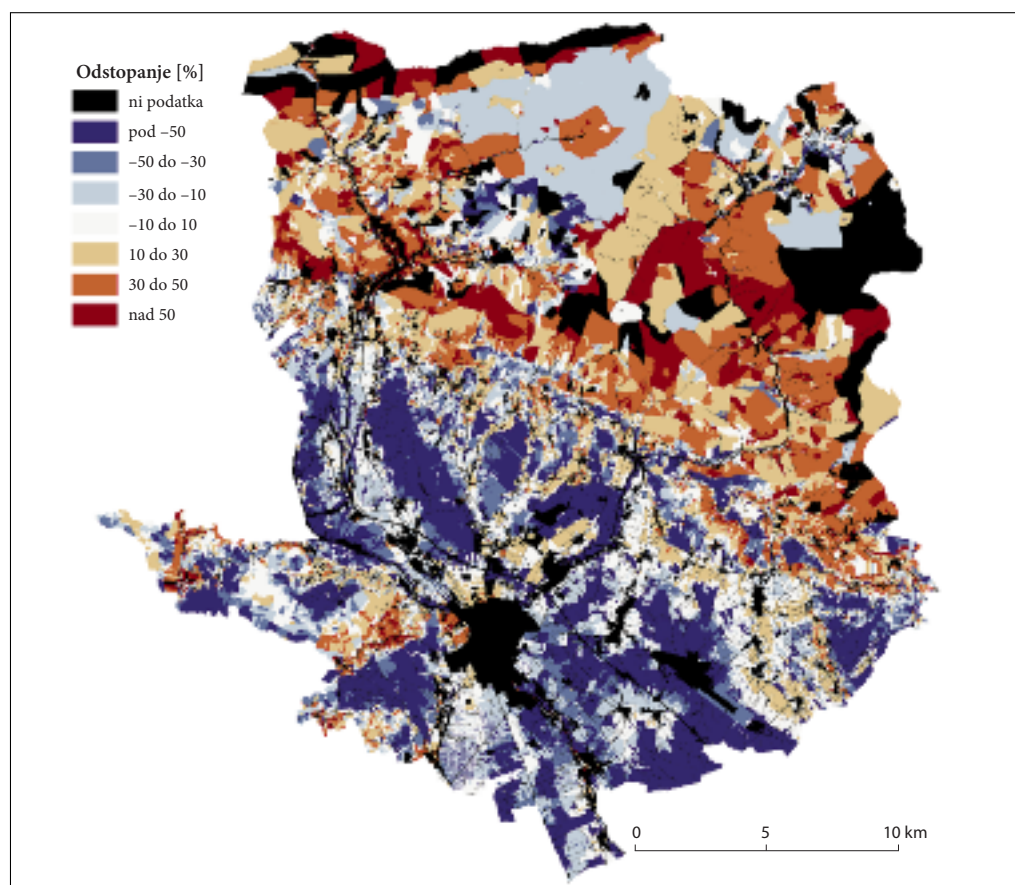 Odstopanje [%]
ni podatka
pod –50
–50 do –30
–30 do –10
–10 do 10
10 do 30
30 do 50
nad 50
0 5 10 km